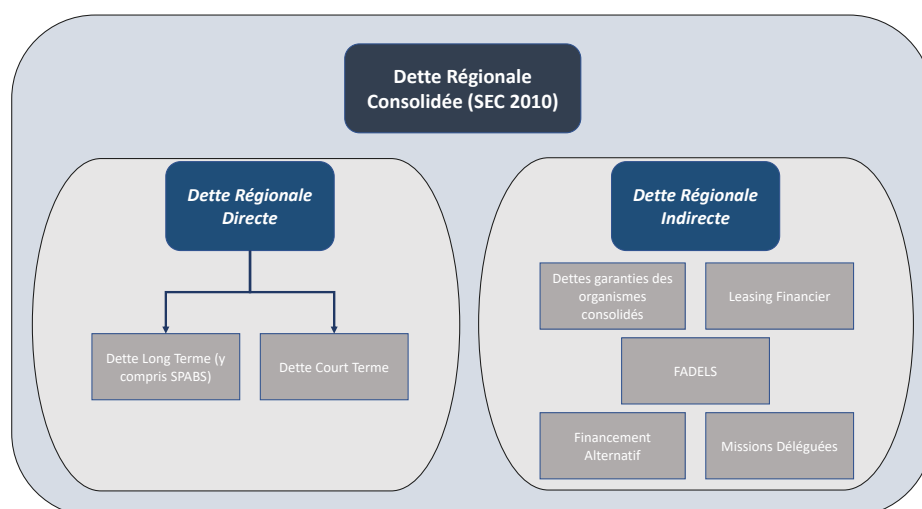 Dette Régionale
Consolidée (SEC 2010)
Dette Régionale
Directe
Dette Long Terme (y
compris SPABS)
Dette Court Terme
Dette Régionale
Indirecte
Dettes garanties des
organismes
consolidés
Leasing Financier
FADELS
Financement
Alternatif
Missions Déléguées